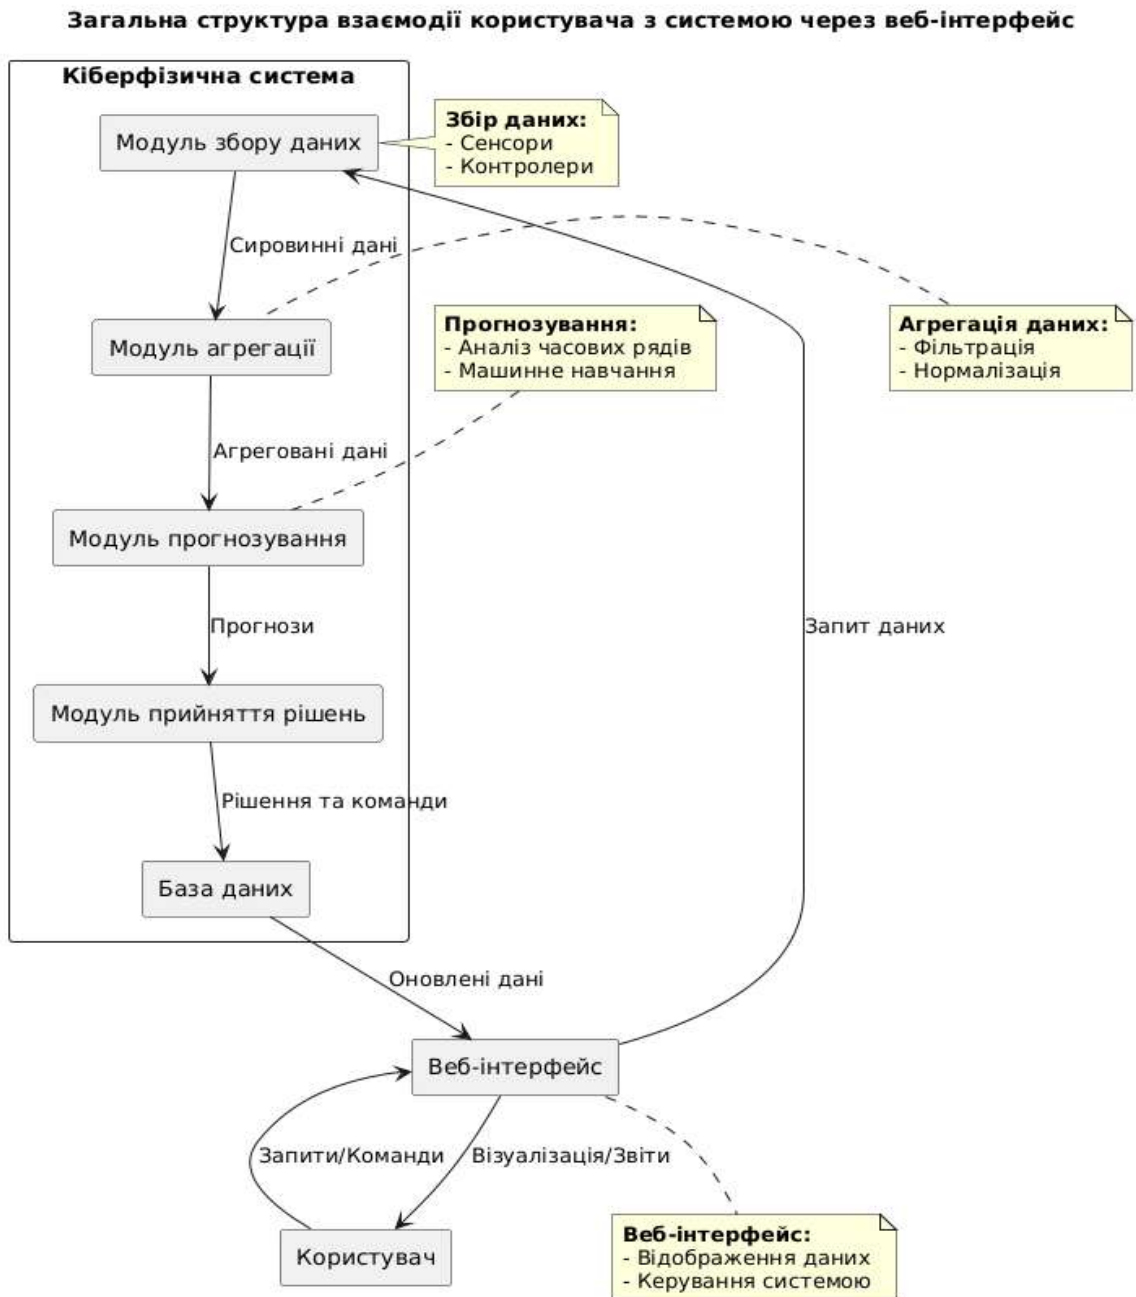 Загальна структура взаємодії користувача з системою через веб-інтерфейс
Кіберфізична система
Модуль збору даних
Збір даних:
- Сенсори
- Контролери
Сировинні дані
Модуль агрегації
Прогнозування:
- Аналіз часових рядів
- Машинне навчання
Агрегація даних:
- Фільтрація
- Нормалізація
Агреговані дані
Модуль прогнозування
Прогнози
Запит даних
Модуль прийняття рішень
Рішення та команди
База даних
Оновлені дані
Веб-інтерфейс
Запити/Команди
Візуалізація/Звіти
Користувач
Веб-інтерфейс:
- Відображення даних
- Керування системою